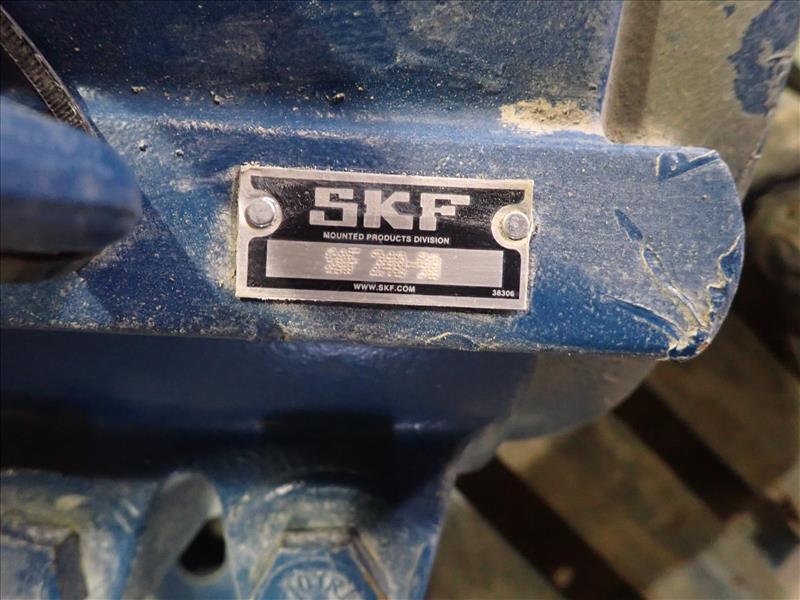 SKF
MOUNTED PRODUCTS DIVISION
WWW.SKF.COM
38306